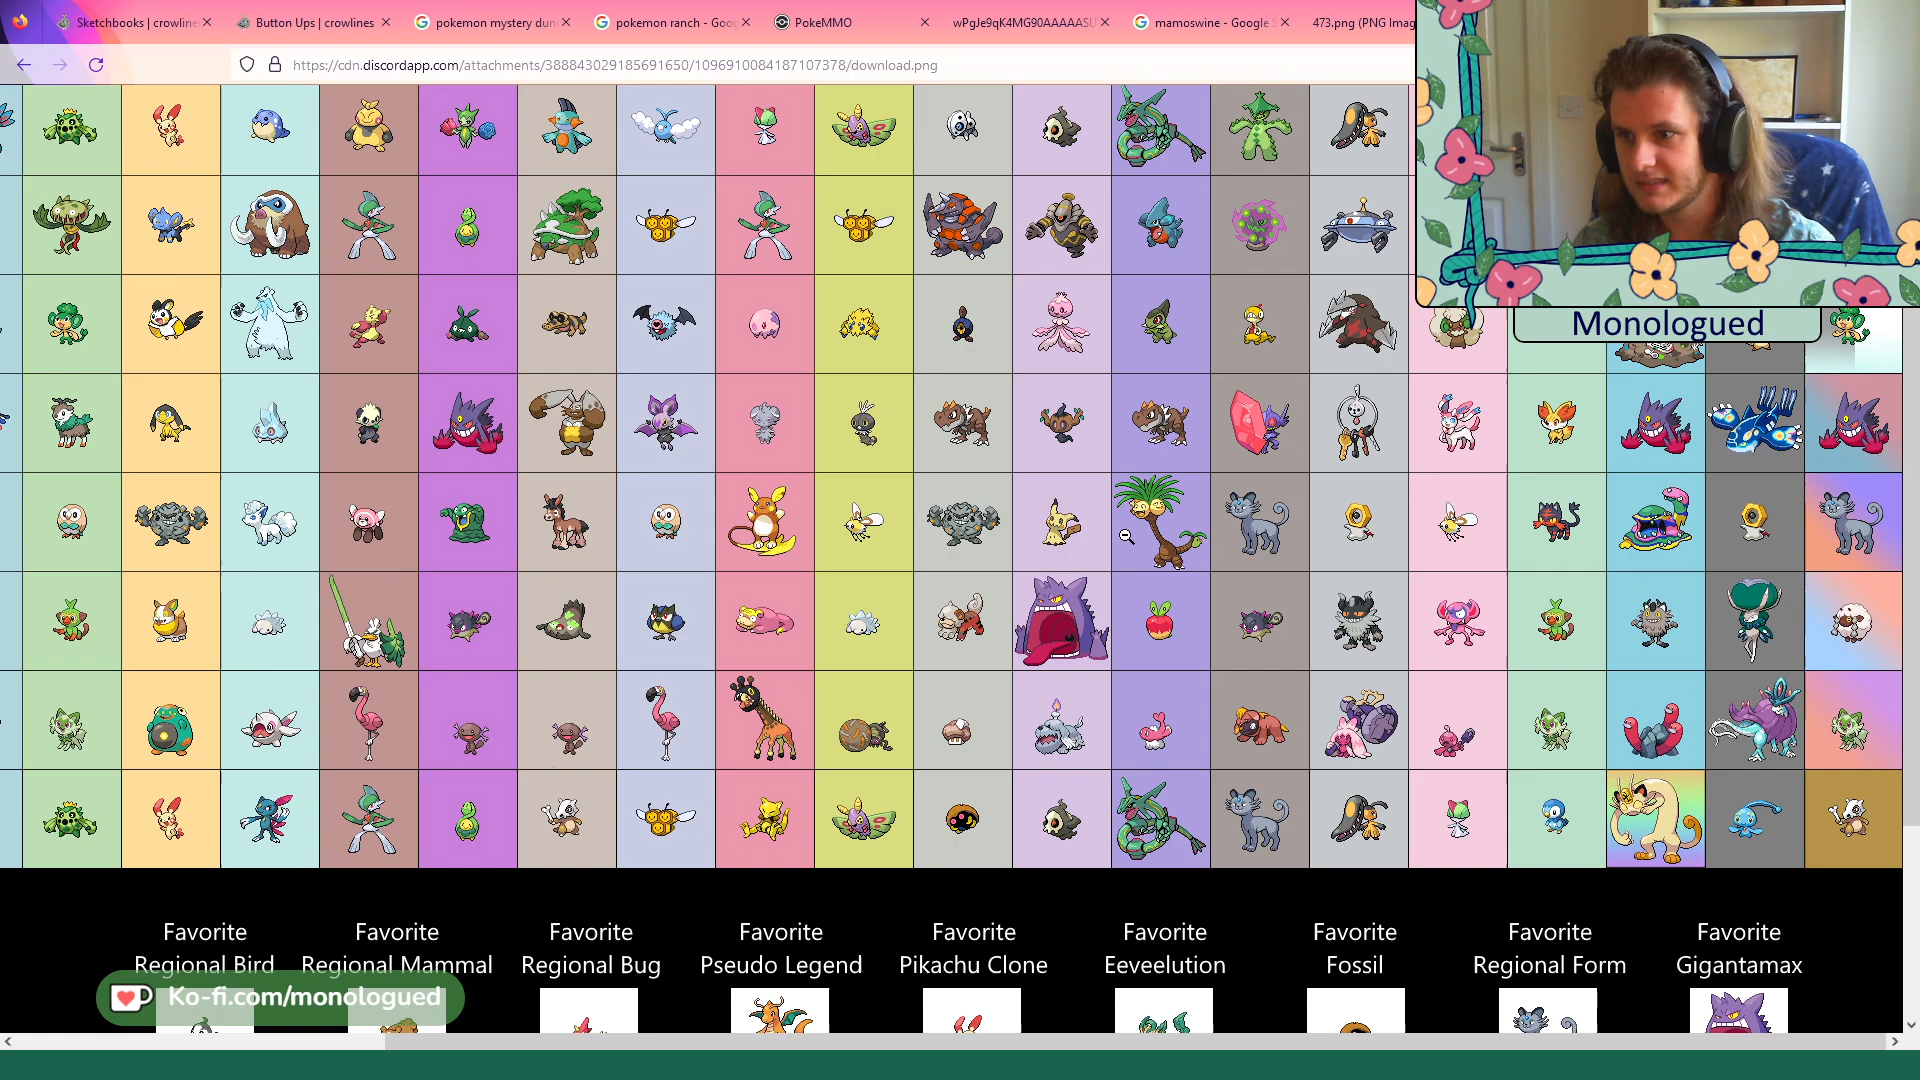 Sketchbooks | crowline
Button Ups | crowlines
pokemon mystery dun
pokemon ranch - Goog
PokeMMO
wPgJe9qK4MG90AAAAASU
mamoswine - Google S
473.png (PNG Imag
https://cdn.discordapp.com/attachments/388843029185691650/1096910084187107378/download.png
Monologued
Favorite
Regional Bird
Favorite
Regional Mammal
Favorite
Regional Bug
Favorite
Pseudo Legend
Favorite
Pikachu Clone
Favorite
Eeveelution
Favorite
Fossil
Favorite
Regional Form
Favorite
Gigantamax
Ko-fi.com/monologued